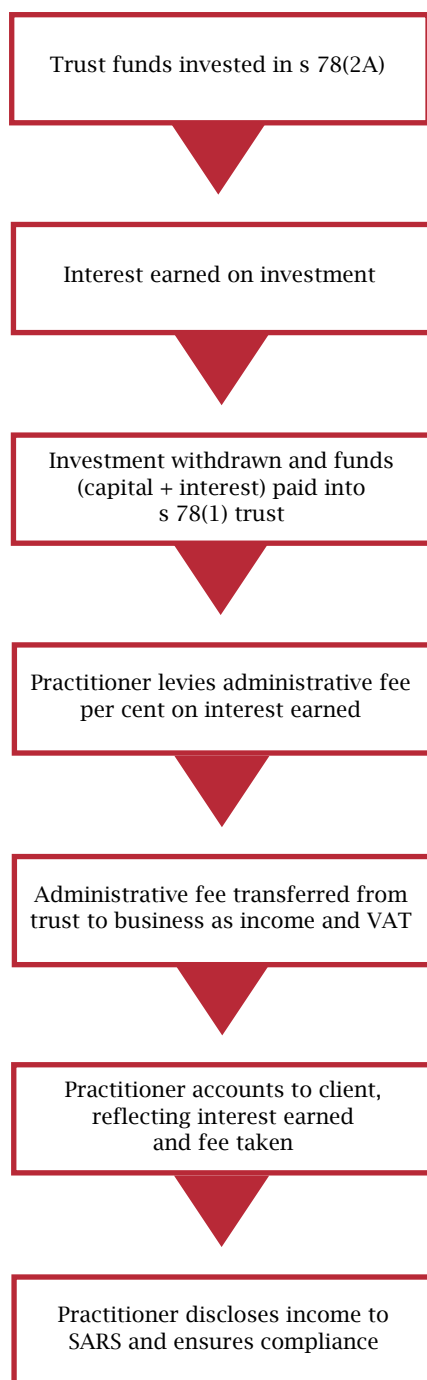 Trust funds invested in s 78(2A)
Interest earned on investment
Investment withdrawn and funds
(capital + interest) paid into
s 78(1) trust
Practitioner levies administrative fee
per cent on interest earned
Administrative fee transferred from
trust to business as income and VAT
Practitioner accounts to client,
reflecting interest earned
and fee taken
Practitioner discloses income to
SARS and ensures compliance